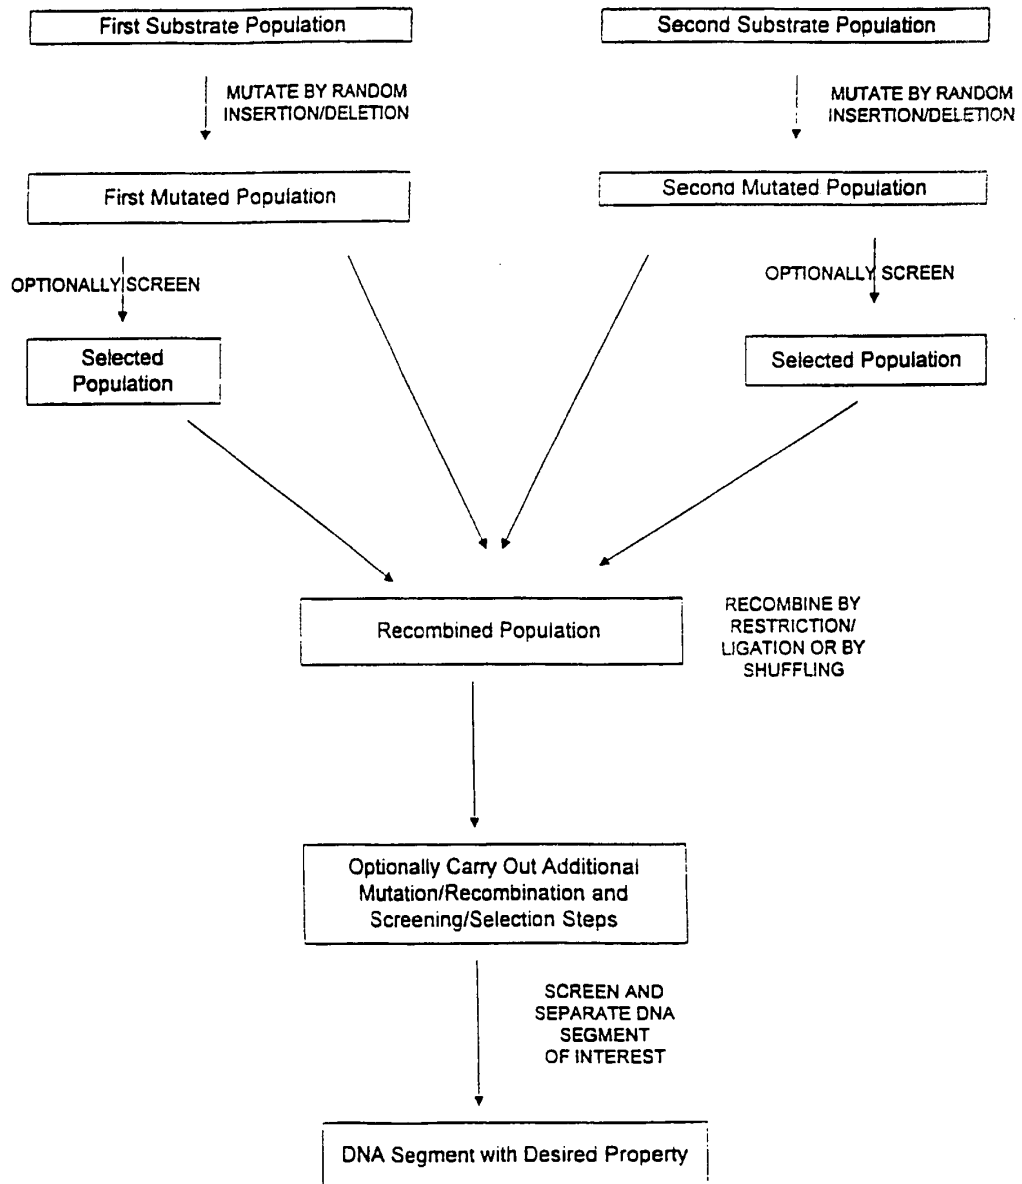 First Substrate Population
Second Substrate Population
MUTATE BY RANDOM
INSERTION/DELETION
MUTATE BY RANDOM
INSERTION/DELETION
First Mutated Population
Second Mutated Population
OPTIONALLY SCREEN
OPTIONALLY SCREEN
Selected
Population
Selected Population
Recombined Population
RECOMBINE BY
RESTRICTION/
LIGATION OR BY
SHUFFLING
Optionally Carry Out Additional
Mutation/Recombination and
Screening/Selection Steps
SCREEN AND
SEPARATE DNA
SEGMENT
OF INTEREST
DNA Segment with Desired Property